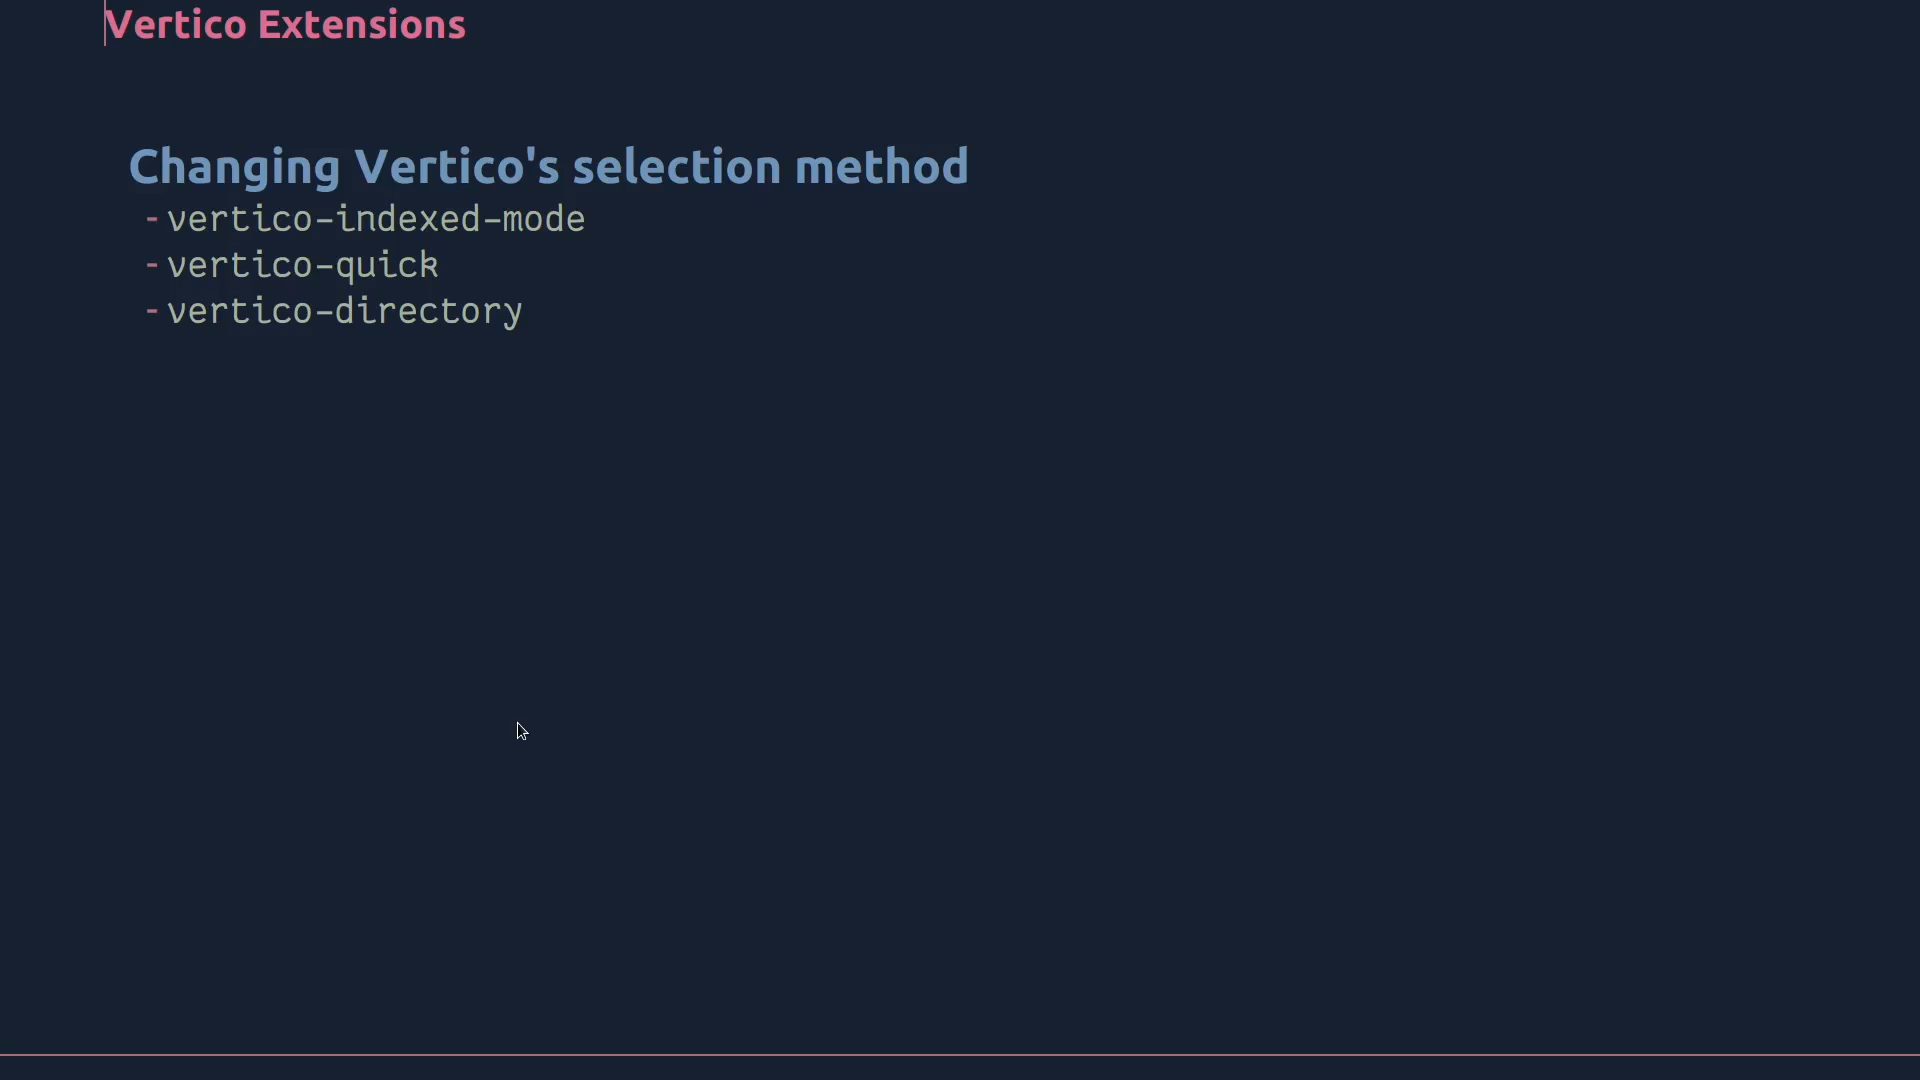 Vertico Extensions
Changing Vertico's selection method
- vertico-indexed-mode
- vertico-quick
- vertico-directory